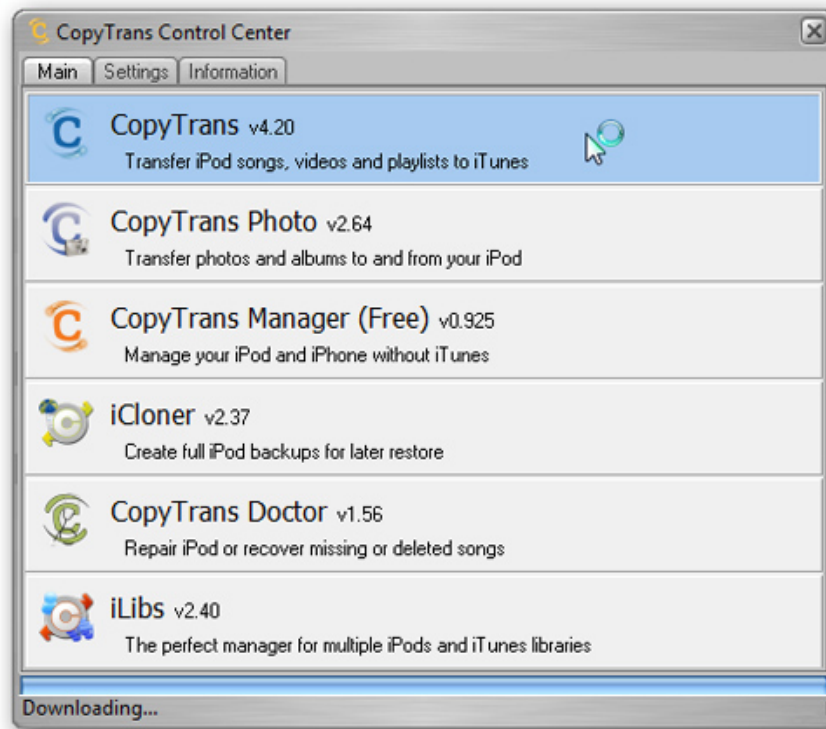 CopyTrans Control Center
Main Settings Information
CopyTrans v4.20
Transfer iPod songs, videos and playlists to iTunes
CopyTrans Photo v2.64
Transfer photos and albums to and from your iPod
CopyTrans Manager (Free) v0.925
Manage your iPod and iPhone without iTunes
iCloner v2.37
Create full iPod backups for later restore
CopyTrans Doctor v1.56
Repair iPod or recover missing or deleted songs
iLibs v2.40
The perfect manager for multiple iPods and iTunes libraries
Downloading...